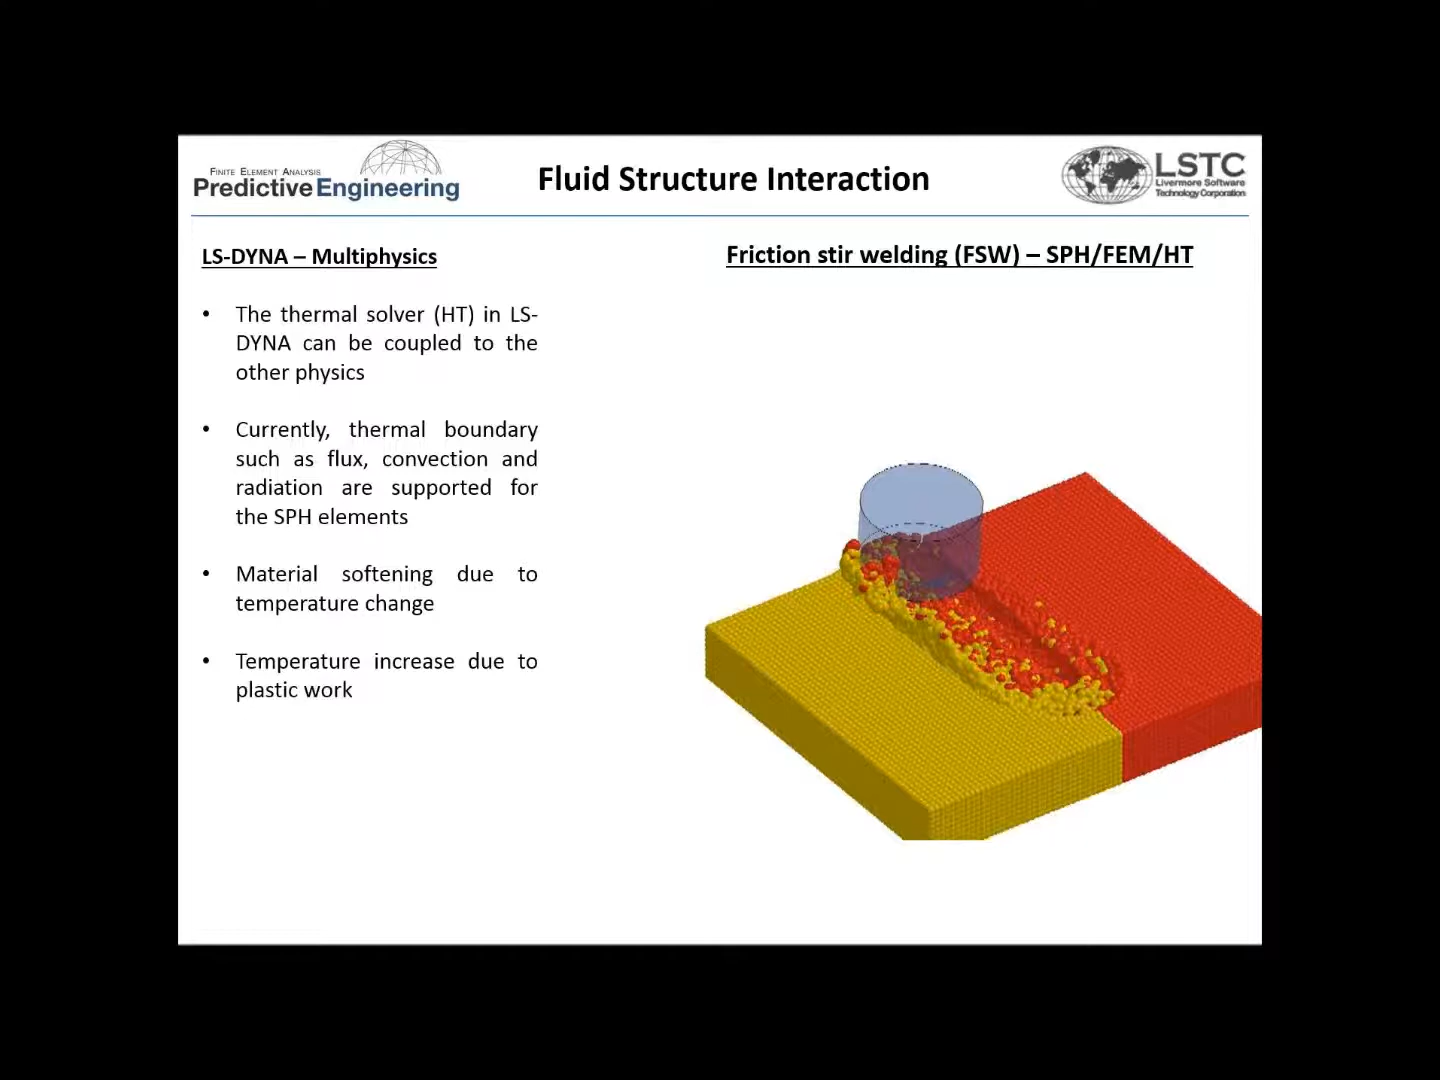 FINITE ELEMENT ANALYSIS
Predictive Engineering
Fluid Structure Interaction
LSTC
Livermore Software
Technology Corporation
LS-DYNA – Multiphysics
• The thermal solver (HT) in LS-
DYNA can be coupled to the
other physics
• Currently, thermal boundary
such as flux, convection and
radiation are supported for
the SPH elements
• Material softening due to
temperature change
• Temperature increase due to
plastic work
Friction stir welding (FSW) – SPH/FEM/HT